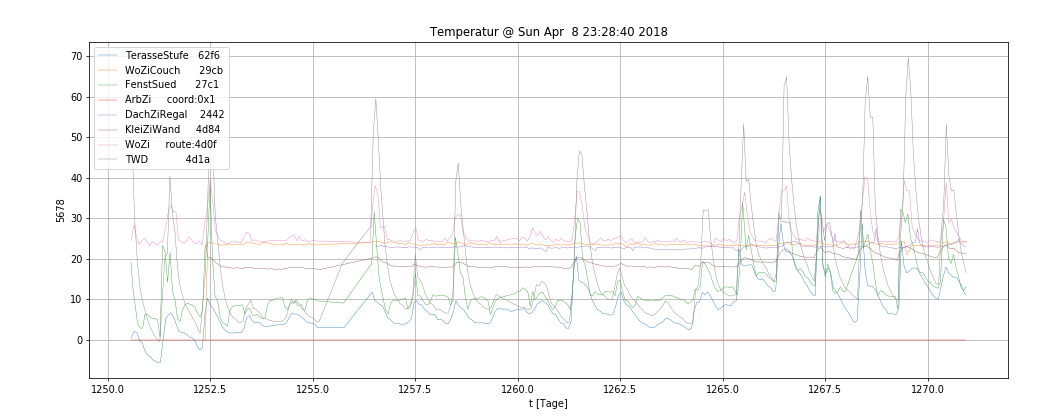 Temperatur @ Sun Apr  8 23:28:40 2018
70
60
50
40
30
20
10
0
5678
TerasseStufe 62f6
WoZiCouch 29cb
FenstSued 27c1
ArbZi coord:0x1
DachZiRegal 2442
KleiZiWand 4d84
WoZi route:4d0f
TWD 4d1a
1250.0 1252.5 1255.0 1257.5 1260.0 1262.5 1265.0 1267.5 1270.0
t [Tage]